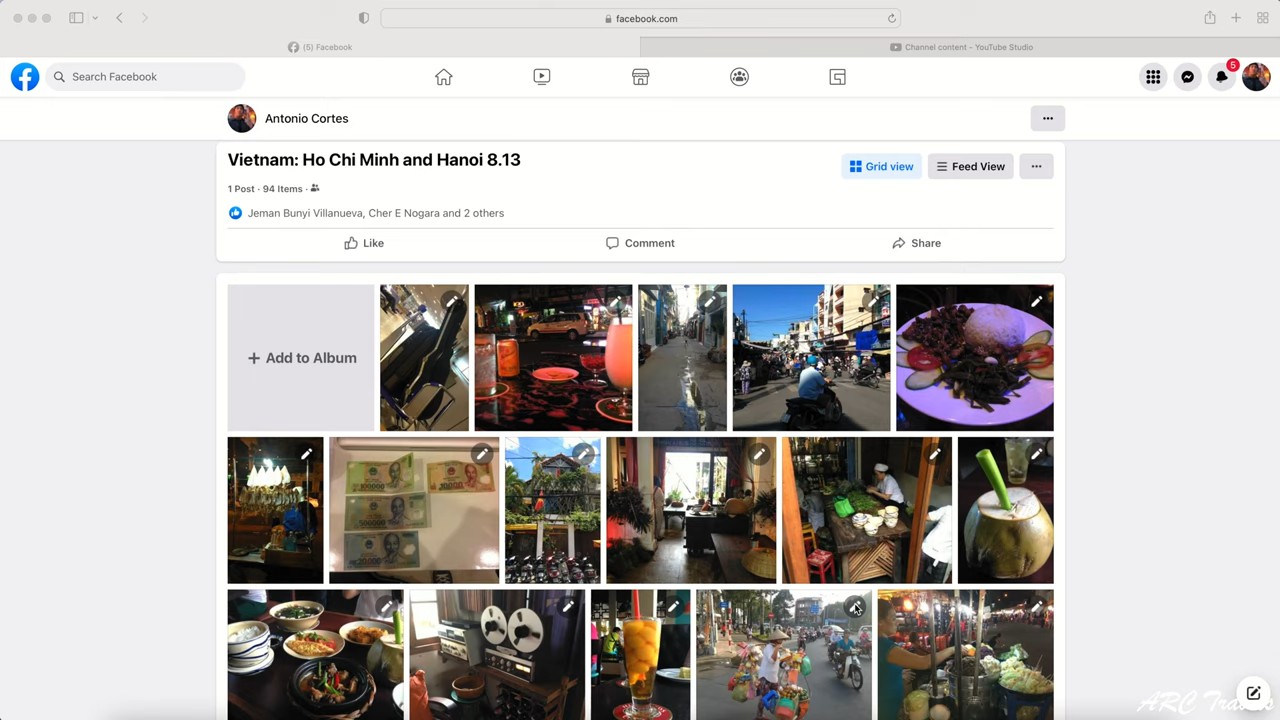 facebook.com
(5) Facebook
Channel content - YouTube Studio
Search Facebook
5
Antonio Cortes
Vietnam: Ho Chi Minh and Hanoi 8.13
Grid view
Feed View
1 Post · 94 Items ·
Jeman Bunyi Villanueva, Cher E Nogara and 2 others
Like
Comment
Share
+ Add to Album
ARC